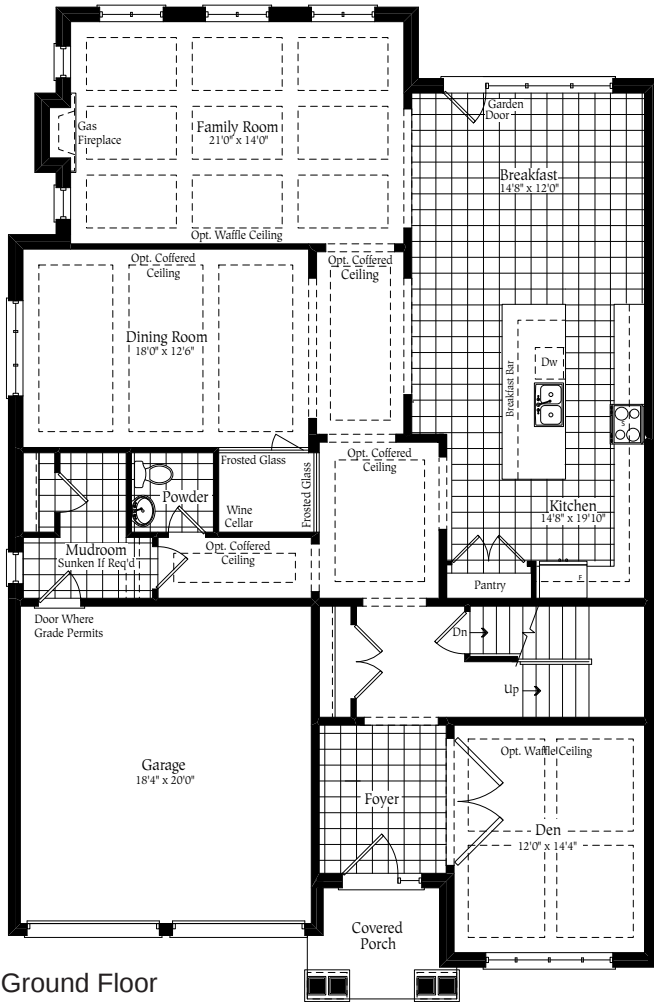 Garden
Door
Gas
Fireplace
Family Room
21'0" x 14'0"
Breakfast
14'8" x 12'0"
Opt. Waffle Ceiling
Opt. Coffered
Ceiling
Opt. Coffered
Ceiling
Dining Room
18'0" x 12'6"
Breakfast Bar
Dw
S
Opt. Coffered
Ceiling
Frosted Glass
Frosted Glass
Powder
Wine
Cellar
Kitchen
14'8" x 19'10"
Mudroom
Sunken If Req'd
Opt. Coffered
Ceiling
Pantry
F
Door Where
Grade Permits
Dn
Up
Opt. Waffle Ceiling
Garage
18'4" x 20'0"
Foyer
Den
12'0" x 14'4"
Covered
Porch
Ground Floor